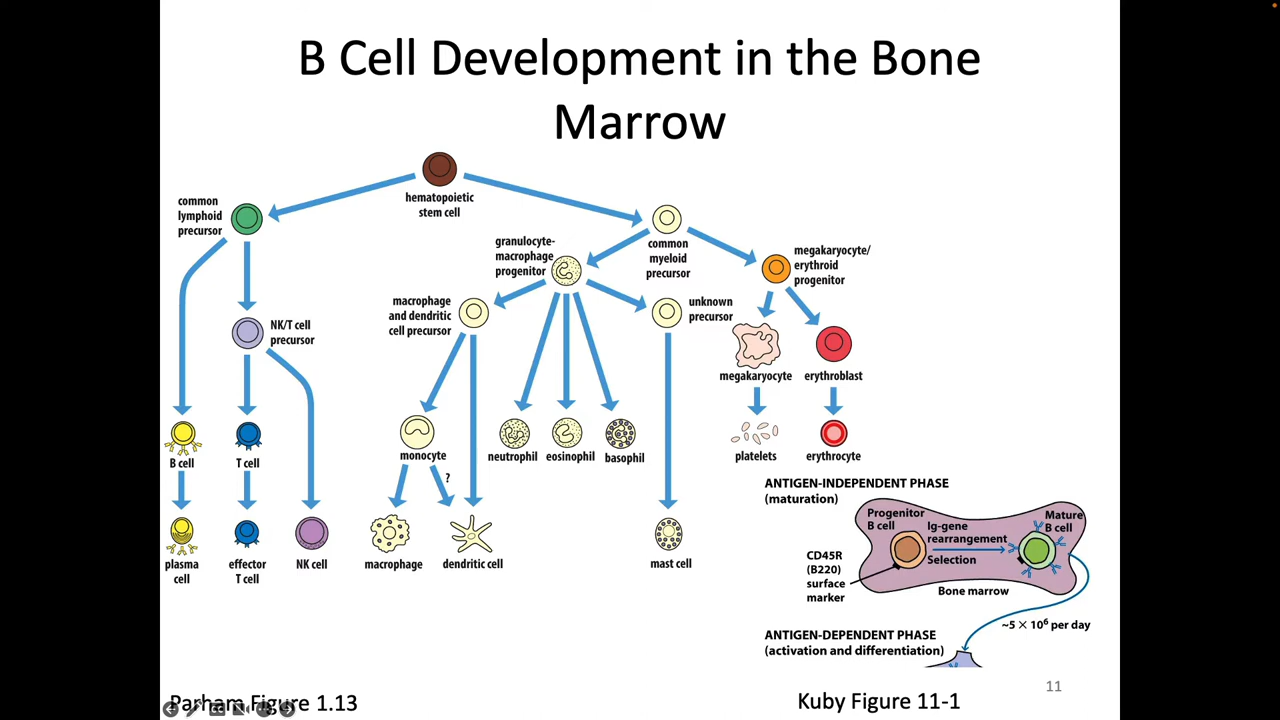 B Cell Development in the Bone
Marrow
hematopoietic
stem cell
common
lymphoid
precursor
common
myeloid
precursor
granulocyte-
macrophage
progenitor
megakaryocyte/
erythroid
progenitor
macrophage
and dendritic
cell precursor
unknown
precursor
NK/T cell
precursor
megakaryocyte
erythroblast
B cell
T cell
monocyte
neutrophil
eosinophil
basophil
platelets
erythrocyte
?
plasma
cell
effector
T cell
NK cell
macrophage
dendritic cell
mast cell
ANTIGEN-INDEPENDENT PHASE
(maturation)
Progenitor
B cell
Ig-gene
rearrangement
Selection
Mature
B cell
CD45R
(B220)
surface
marker
Bone marrow
~5 × 10⁶ per day
ANTIGEN-DEPENDENT PHASE
(activation and differentiation)
Parham Figure 1.13
Kuby Figure 11-1
11